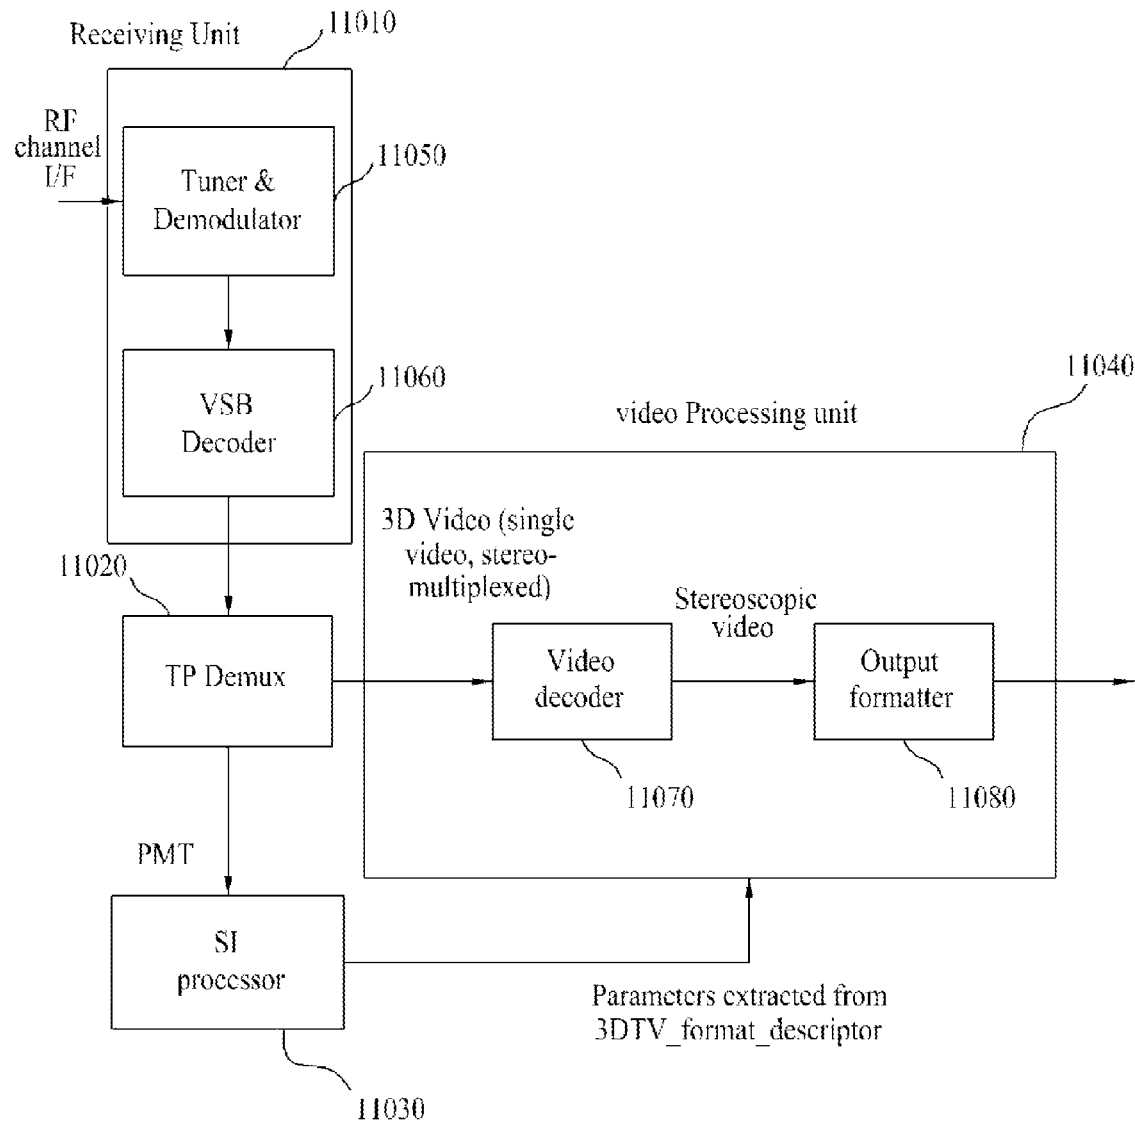 Receiving Unit
11010
RF
channel
I/F
Tuner &
Demodulator
11050
VSB
Decoder
11060
11040
video Processing unit
3D Video (single
video, stereo-
multiplexed)
Stereoscopic
video
11020
TP Demux
Video
decoder
Output
formatter
11070
11080
PMT
SI
processor
Parameters extracted from
3DTV_format_descriptor
11030